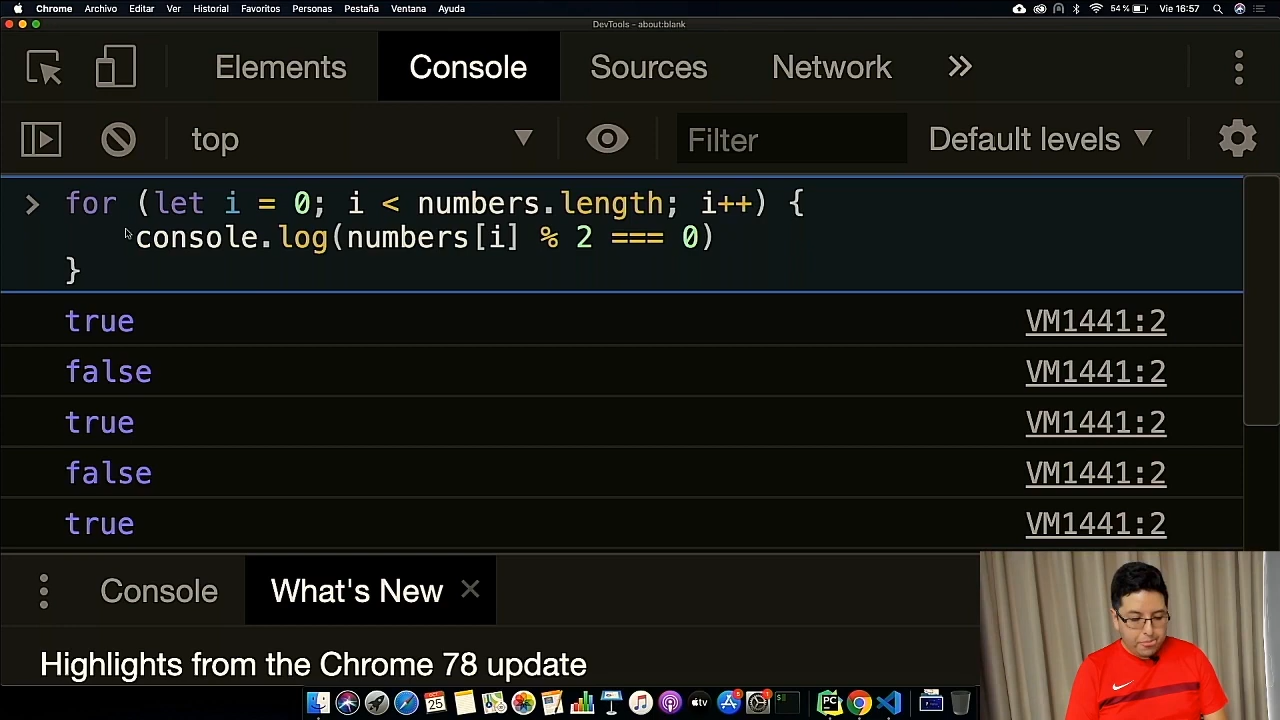 Chrome Archivo Editar Ver Historial Favoritos Personas Pestaña Ventana Ayuda 54 % Vie 16:57
DevTools - about:blank
Elements Console Sources Network
top Filter Default levels
for (let i = 0; i < numbers.length; i++) {
console.log(numbers[i] % 2 === 0)
}
true VM1441:2
false VM1441:2
true VM1441:2
false VM1441:2
true VM1441:2
Console What's New
Highlights from the Chrome 78 update
25 tv PC